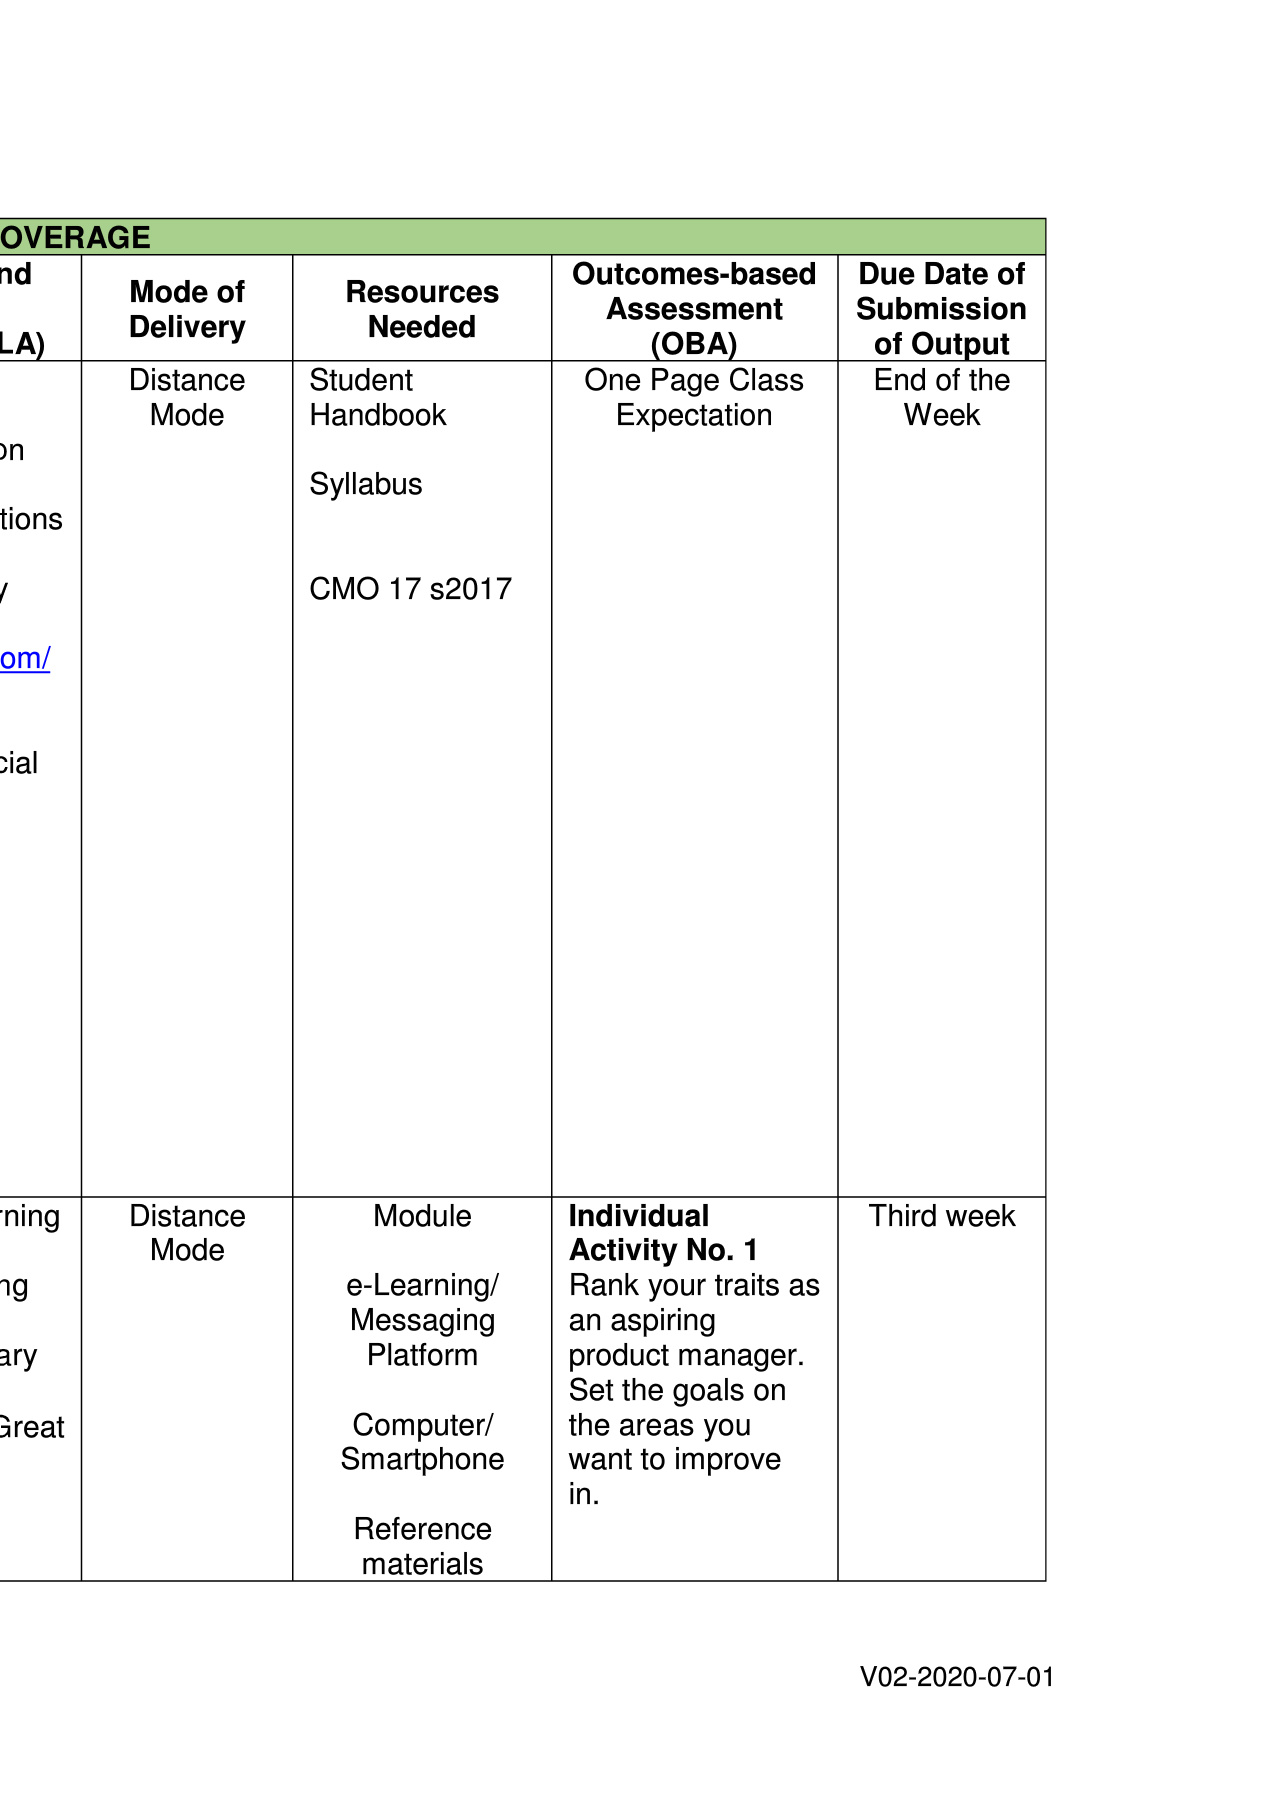 OVERAGE
nd
LA)
Mode of
Delivery
Resources
Needed
Outcomes-based
Assessment
(OBA)
Due Date of
Submission
of Output
on
tions
y
om/
cial
Distance
Mode
Student
Handbook
Syllabus
CMO 17 s2017
One Page Class
Expectation
End of the
Week
rning
ng
ary
Great
Distance
Mode
Module
e-Learning/
Messaging
Platform
Computer/
Smartphone
Reference
materials
Individual
Activity No. 1
Rank your traits as
an aspiring
product manager.
Set the goals on
the areas you
want to improve
in.
Third week
V02-2020-07-01